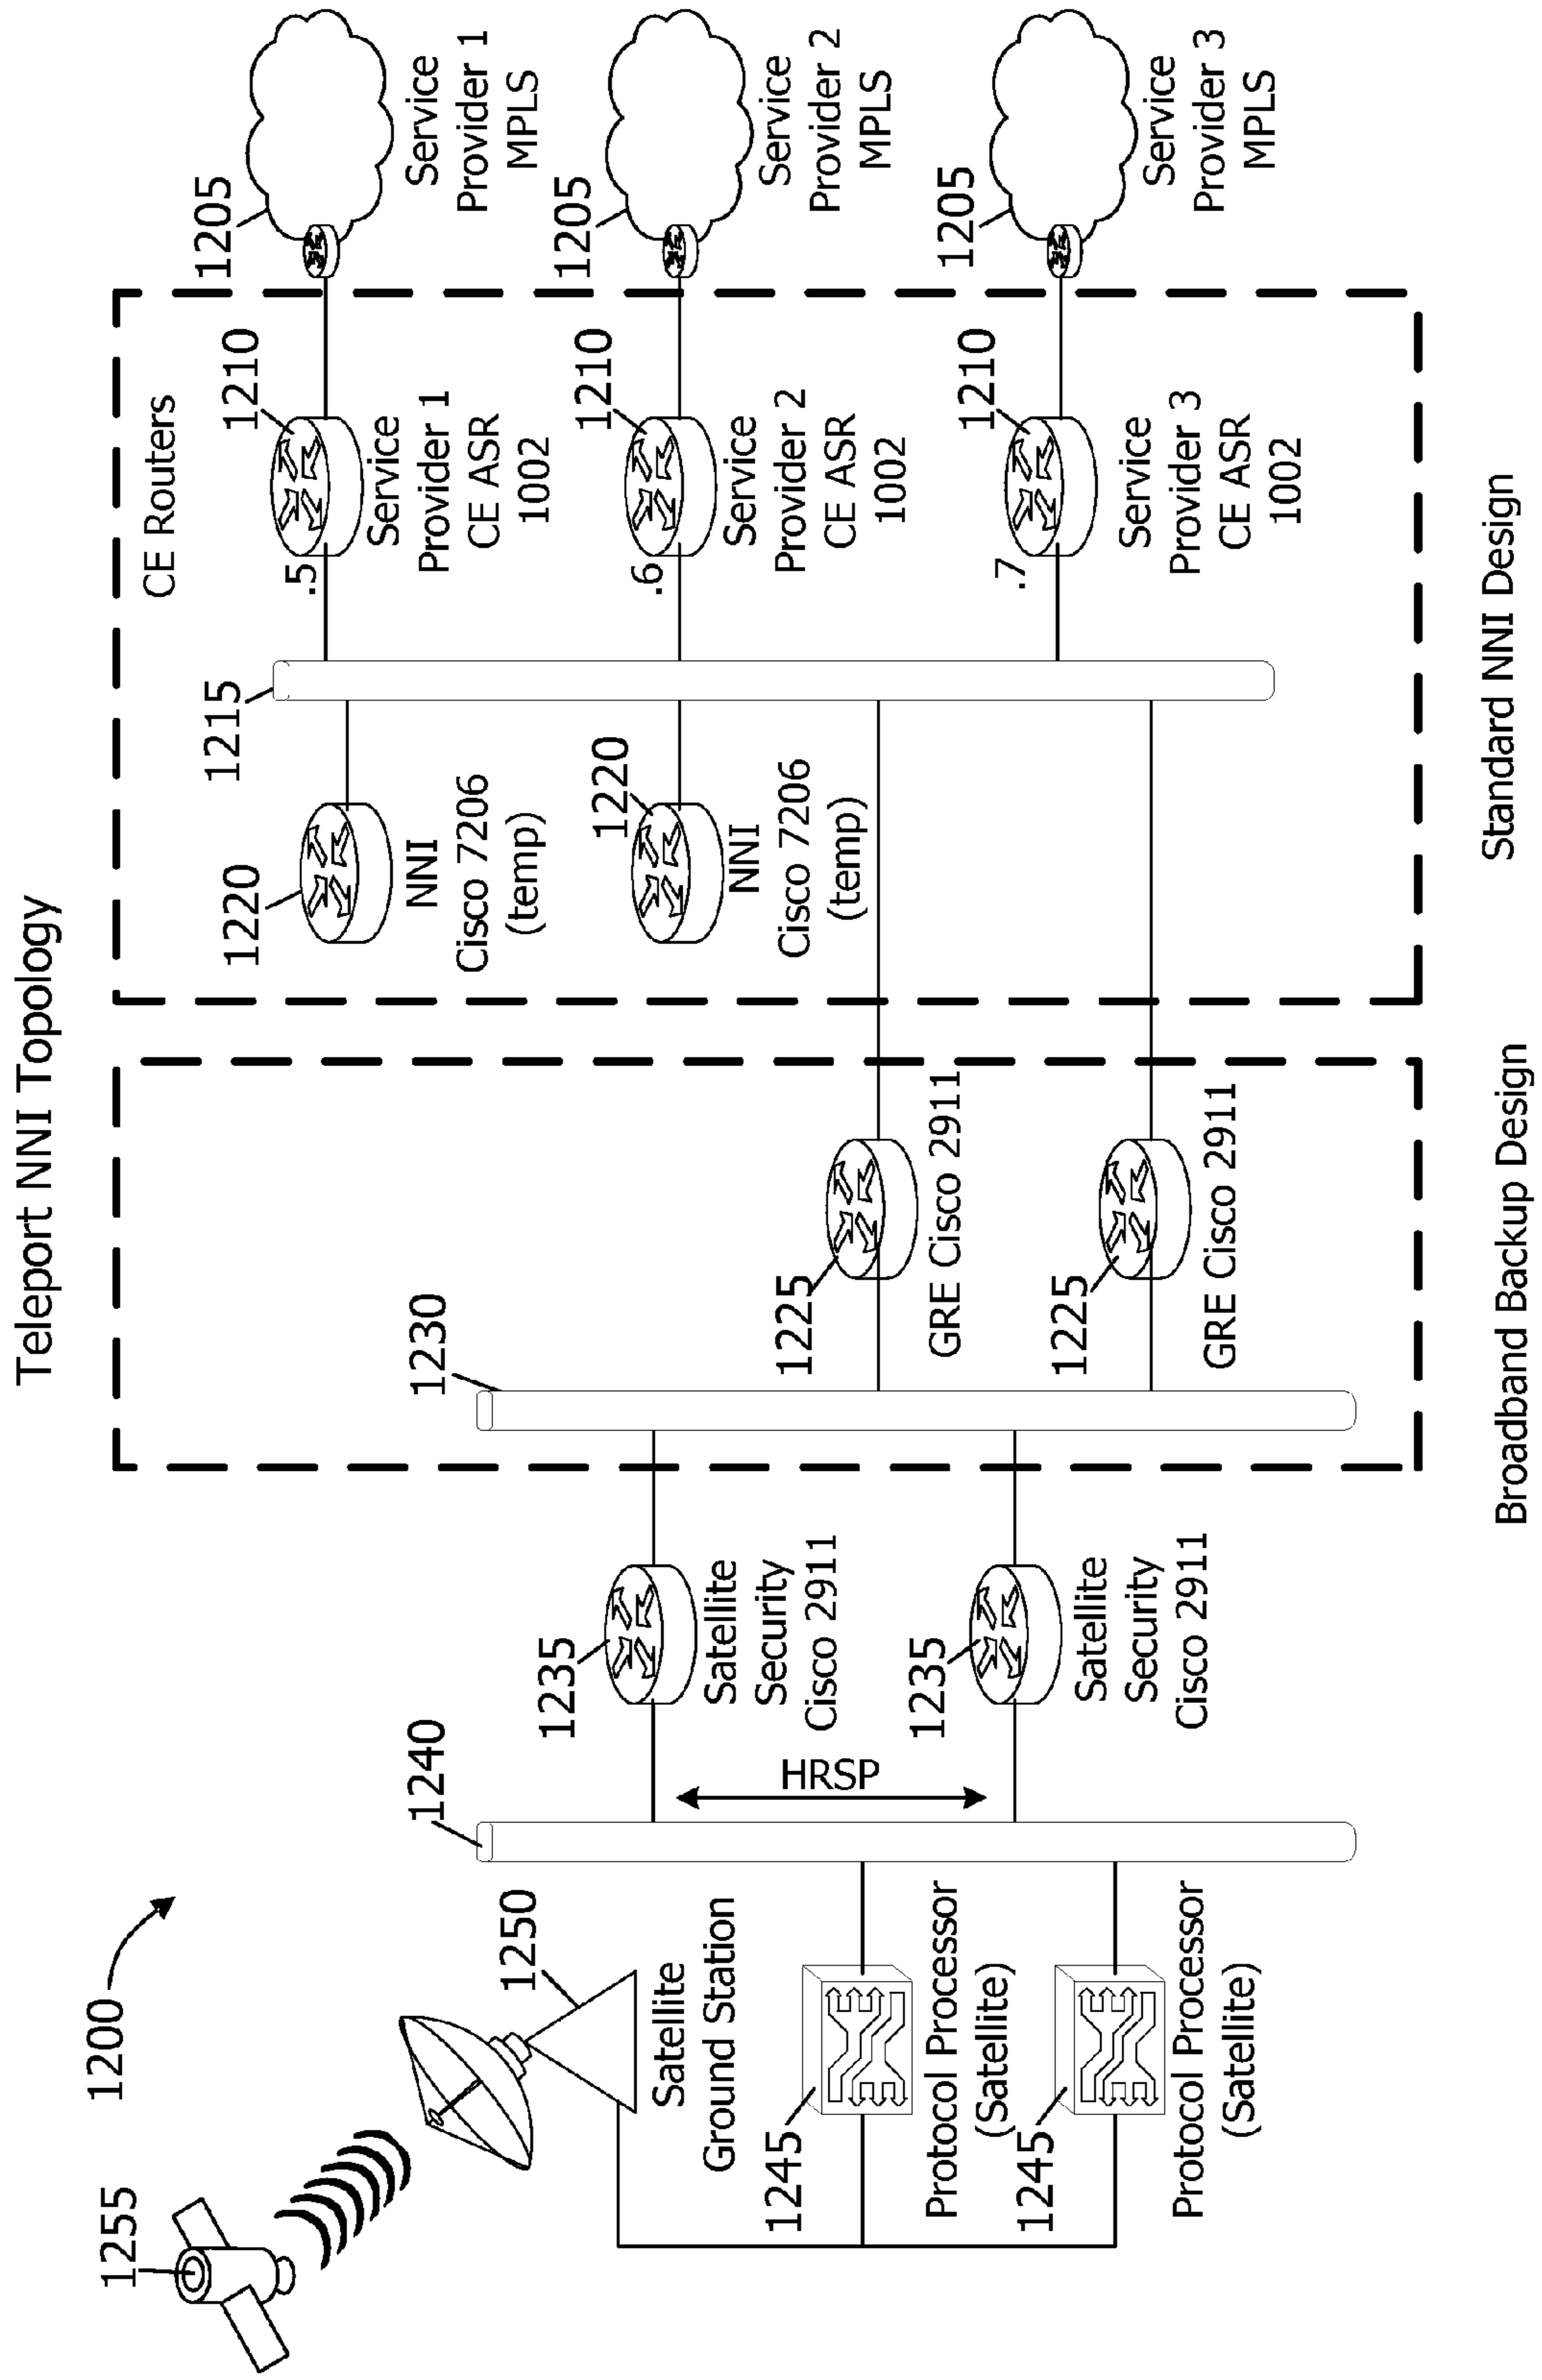 Teleport NNI Topology
1200
1255
1250
Satellite
Ground Station
1245
Protocol Processor
(Satellite)
1245
Protocol Processor
(Satellite)
1240
HRSP
1235
Satellite
Security
Cisco 2911
1235
Satellite
Security
Cisco 2911
1230
1225
GRE Cisco 2911
1225
GRE Cisco 2911
Broadband Backup Design
1220
NNI
Cisco 7206
(temp)
1220
NNI
Cisco 7206
(temp)
1215
CE Routers
1210
.5
Service
Provider 1
CE ASR
1002
1210
.6
Service
Provider 2
CE ASR
1002
1210
.7
Service
Provider 3
CE ASR
1002
Standard NNI Design
1205
Service
Provider 1
MPLS
1205
Service
Provider 2
MPLS
1205
Service
Provider 3
MPLS